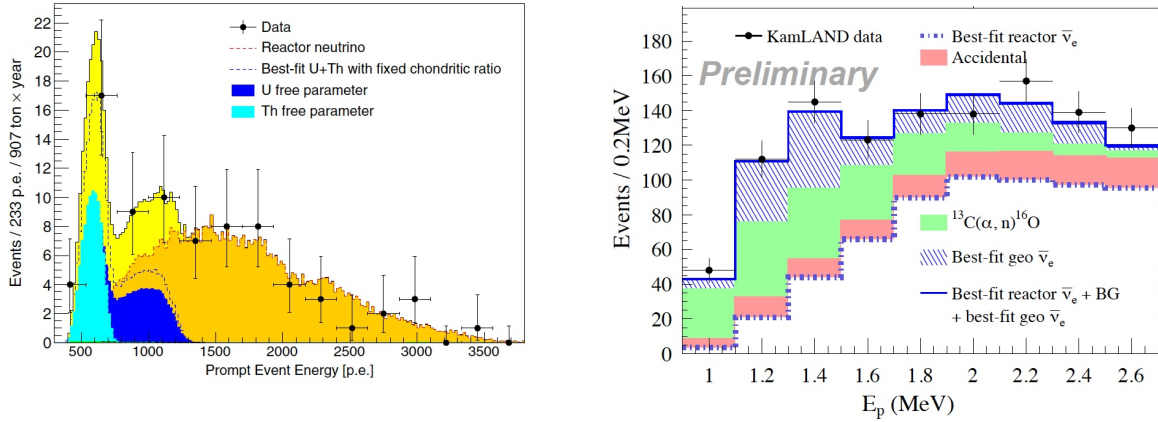 Events / 233 p.e. / 907 ton × year
22
20
18
16
14
12
10
8
6
4
2
0
Data
Reactor neutrino
Best-fit U+Th with fixed chondritic ratio
U free parameter
Th free parameter
500 1000 1500 2000 2500 3000 3500
Prompt Event Energy [p.e.]
Events / 0.2MeV
180
160
140
120
100
80
60
40
20
0
KamLAND data
Preliminary
Best-fit reactor ν̅e
Accidental
¹³C(α, n)¹⁶O
Best-fit geo ν̅e
Best-fit reactor ν̅e + BG
+ best-fit geo ν̅e
1 1.2 1.4 1.6 1.8 2 2.2 2.4 2.6
Ep (MeV)